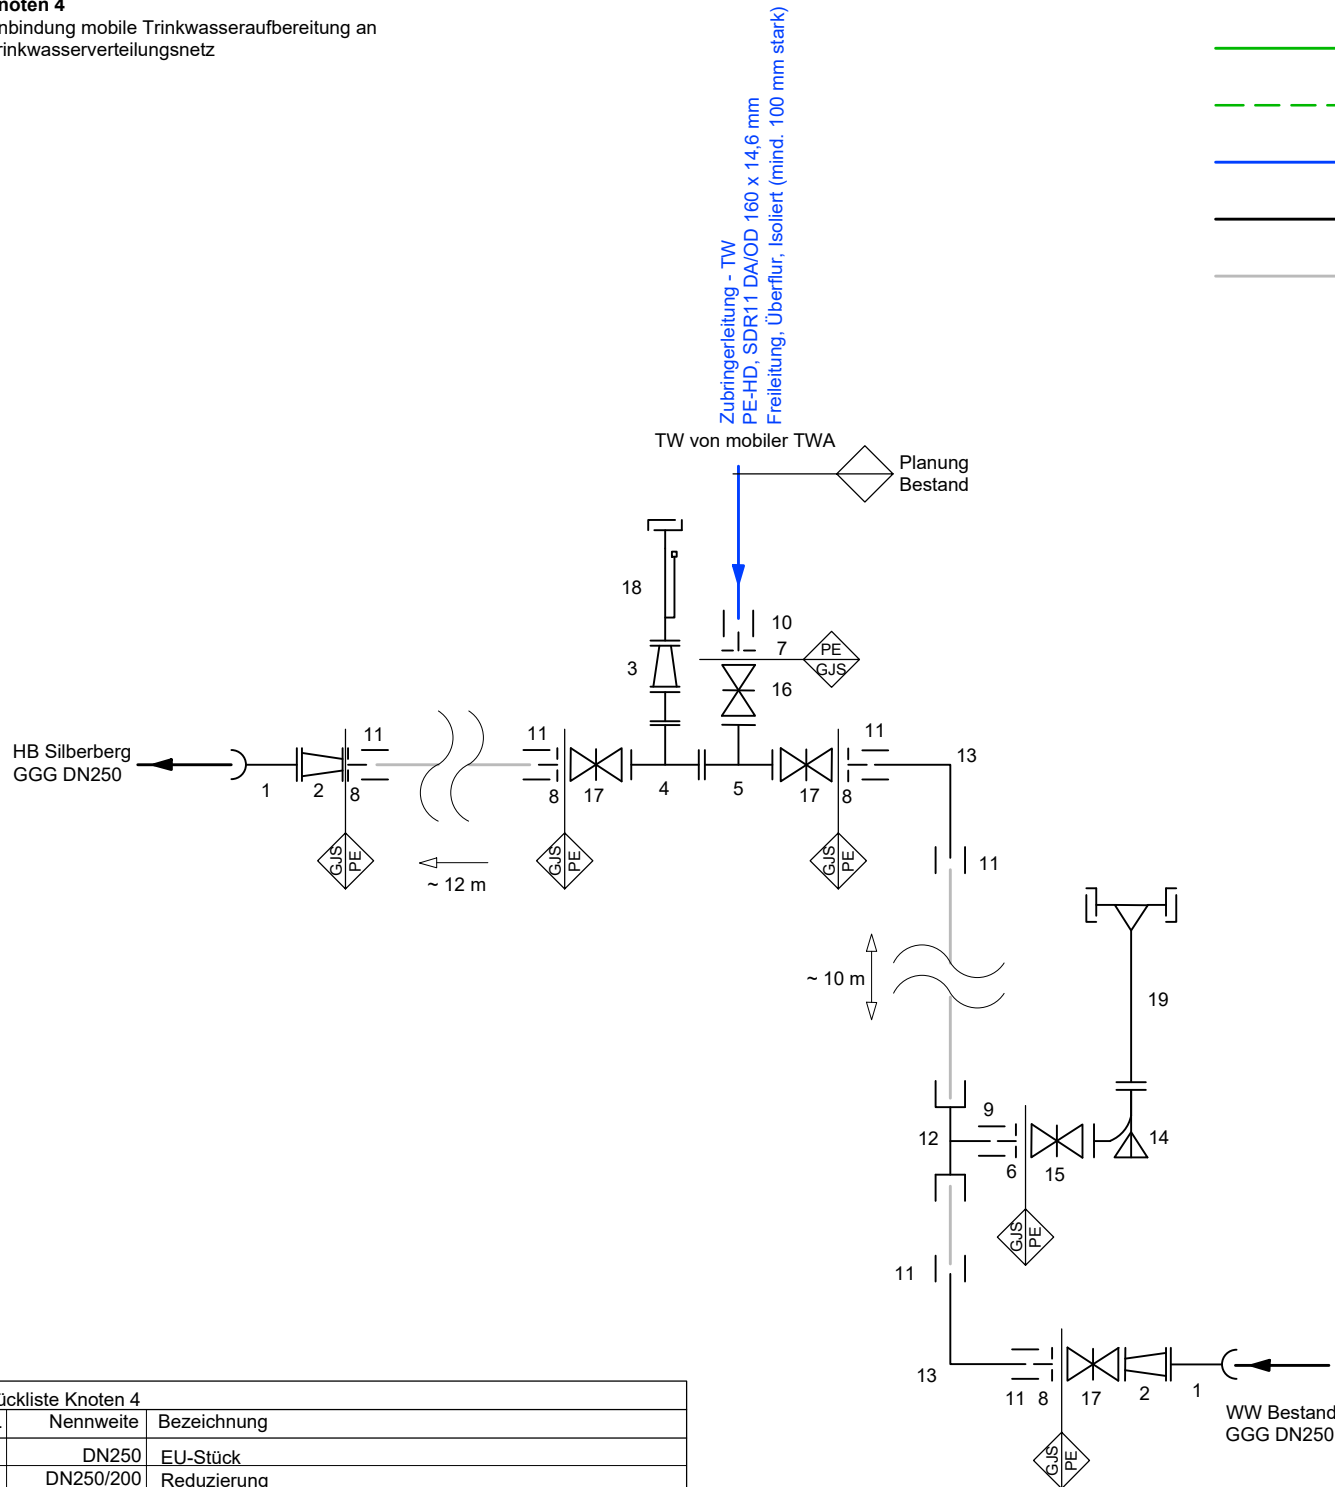 noten 4
nbindung mobile Trinkwasseraufbereitung an
rinkwasserverteilungsnetz
Zubringerleitung - TW
PE-HD, SDR11 DA/OD 160 x 14,6 mm
Freileitung, Überflur, Isoliert (mind. 100 mm stark)
TW von mobiler TWA
Planung
Bestand
18
10
7
PE
GJS
3
16
HB Silberberg
GGG DN250
11
11
11
13
1
2
8
8
17
4
5
17
8
GJS
PE
GJS
PE
GJS
PE
~ 12 m
11
~ 10 m
19
9
12
14
6
15
GJS
PE
11
13
11
8
17
2
1
WW Bestand
GGG DN250
GJS
PE
ückliste Knoten 4
Nennweite Bezeichnung
DN250 EU-Stück
DN250/200 Reduzierung